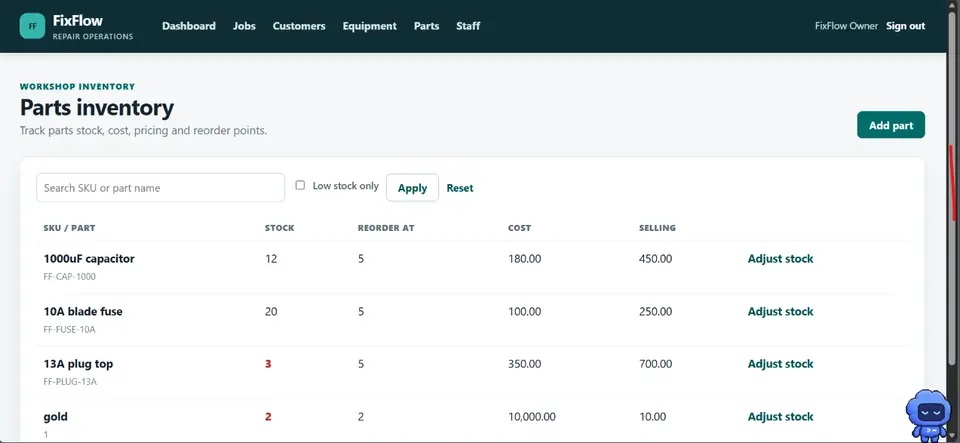 FF
FixFlow
REPAIR OPERATIONS
Dashboard Jobs Customers Equipment Parts Staff
FixFlow Owner Sign out
WORKSHOP INVENTORY
Parts inventory
Track parts stock, cost, pricing and reorder points.
Add part
Search SKU or part name
Low stock only
Apply
Reset
SKU / PART STOCK REORDER AT COST SELLING
1000uF capacitor 12 5 180.00 450.00 Adjust stock
FF-CAP-1000
10A blade fuse 20 5 100.00 250.00 Adjust stock
FF-FUSE-10A
13A plug top 3 5 350.00 700.00 Adjust stock
FF-PLUG-13A
gold 2 2 10,000.00 10.00 Adjust stock
1